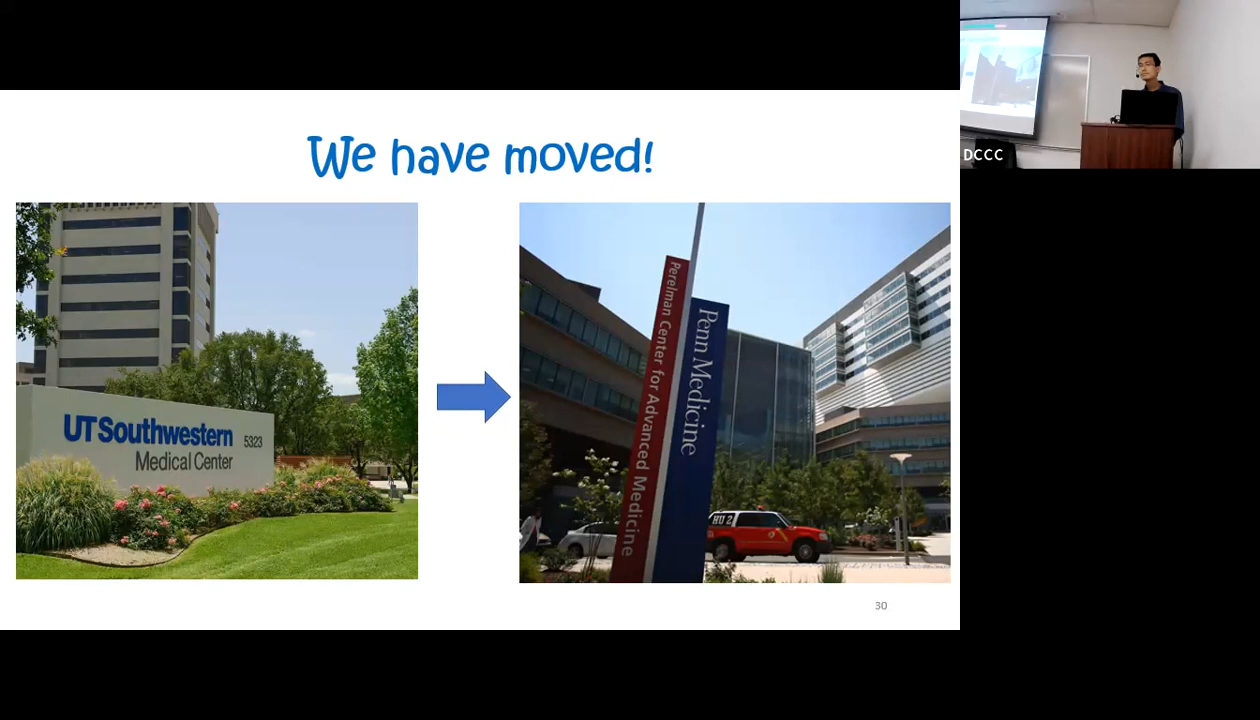 We have moved!
UTSouthwestern 5323
Medical Center
Perelman Center for Advanced Medicine
Penn Medicine
HU 2
30
DCCC